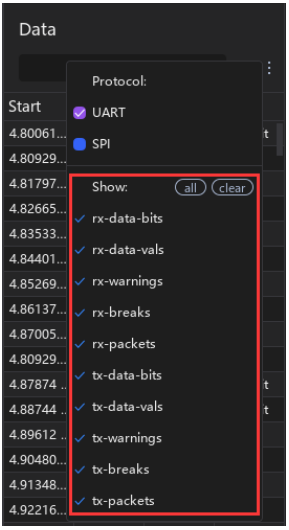 Data
Protocol:
Start
UART
4.80061...
SPI
4.80929...
4.81797...
Show: all clear
4.82665...
rx-data-bits
4.83533...
rx-data-vals
4.84401...
4.85269...
rx-warnings
4.86137...
rx-breaks
4.87005...
rx-packets
4.80929...
4.87874 ...
tx-data-bits
4.88744 ...
tx-data-vals
4.89612 ...
tx-warnings
4.90480...
tx-breaks
4.91348...
tx-packets
4.92216...